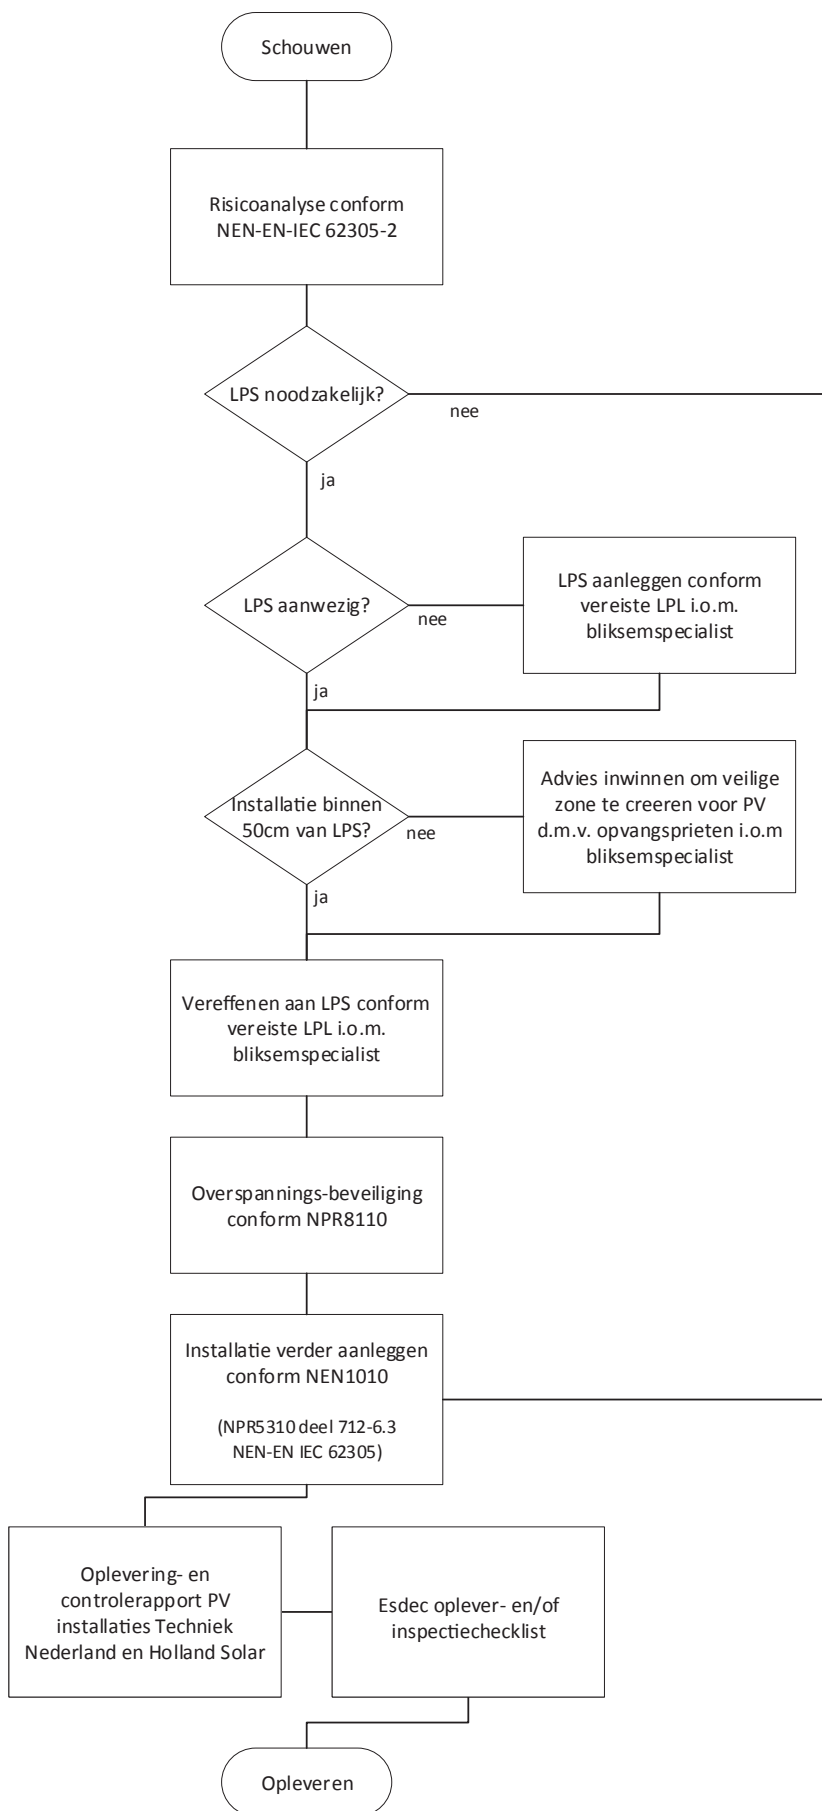 Schouwen
Risicoanalyse conform
NEN-EN-IEC 62305-2
LPS noodzakelijk?
nee
ja
LPS aanwezig?
nee
LPS aanleggen conform
vereiste LPL i.o.m.
bliksemspecialist
ja
Installatie binnen
50cm van LPS?
nee
Advies inwinnen om veilige
zone te creeren voor PV
d.m.v. opvangsprieten i.o.m
bliksemspecialist
ja
Vereffenen aan LPS conform
vereiste LPL i.o.m.
bliksemspecialist
Overspannings-beveiliging
conform NPR8110
Installatie verder aanleggen
conform NEN1010
(NPR5310 deel 712-6.3
NEN-EN IEC 62305)
Oplevering- en
controlerapport PV
installaties Techniek
Nederland en Holland Solar
Esdec oplever- en/of
inspectiechecklist
Opleveren